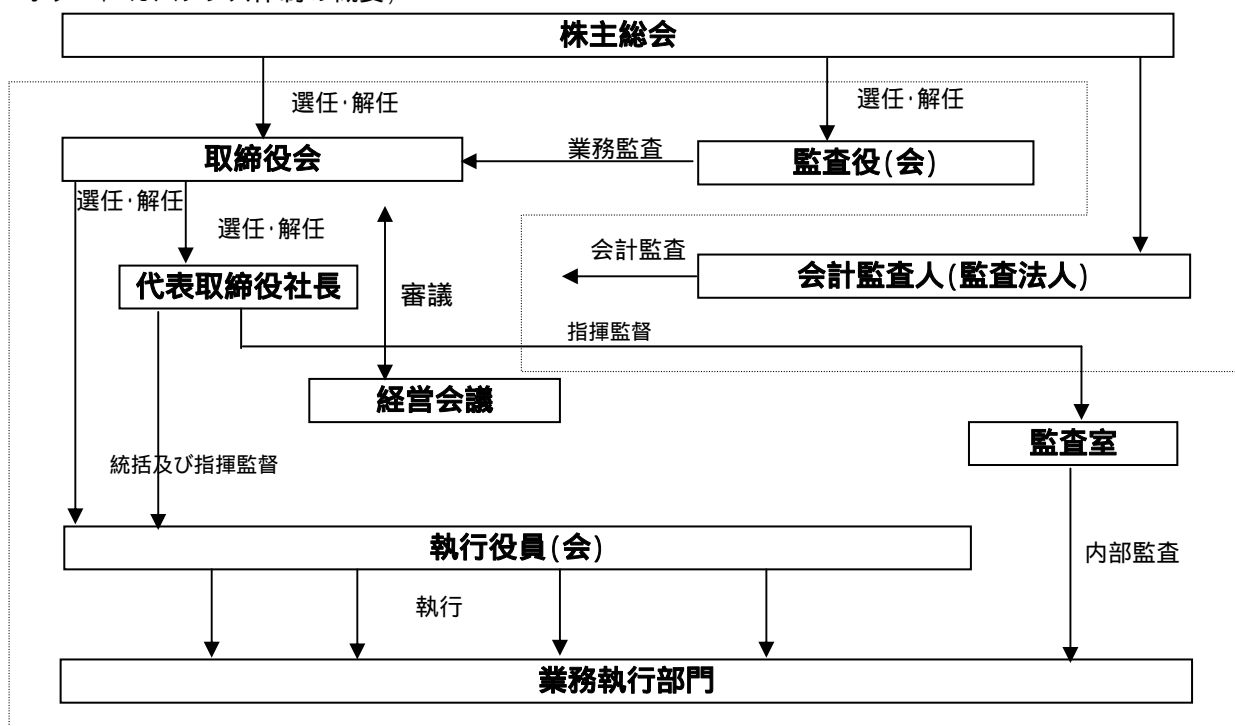 株主総会
選任･解任
選任･解任
取締役会
業務監査
監査役(会)
選任･解任
選任･解任
会計監査
会計監査人(監査法人)
代表取締役社長
審議
指揮監督
経営会議
監査室
統括及び指揮監督
執行役員(会)
内部監査
執行
業務執行部門